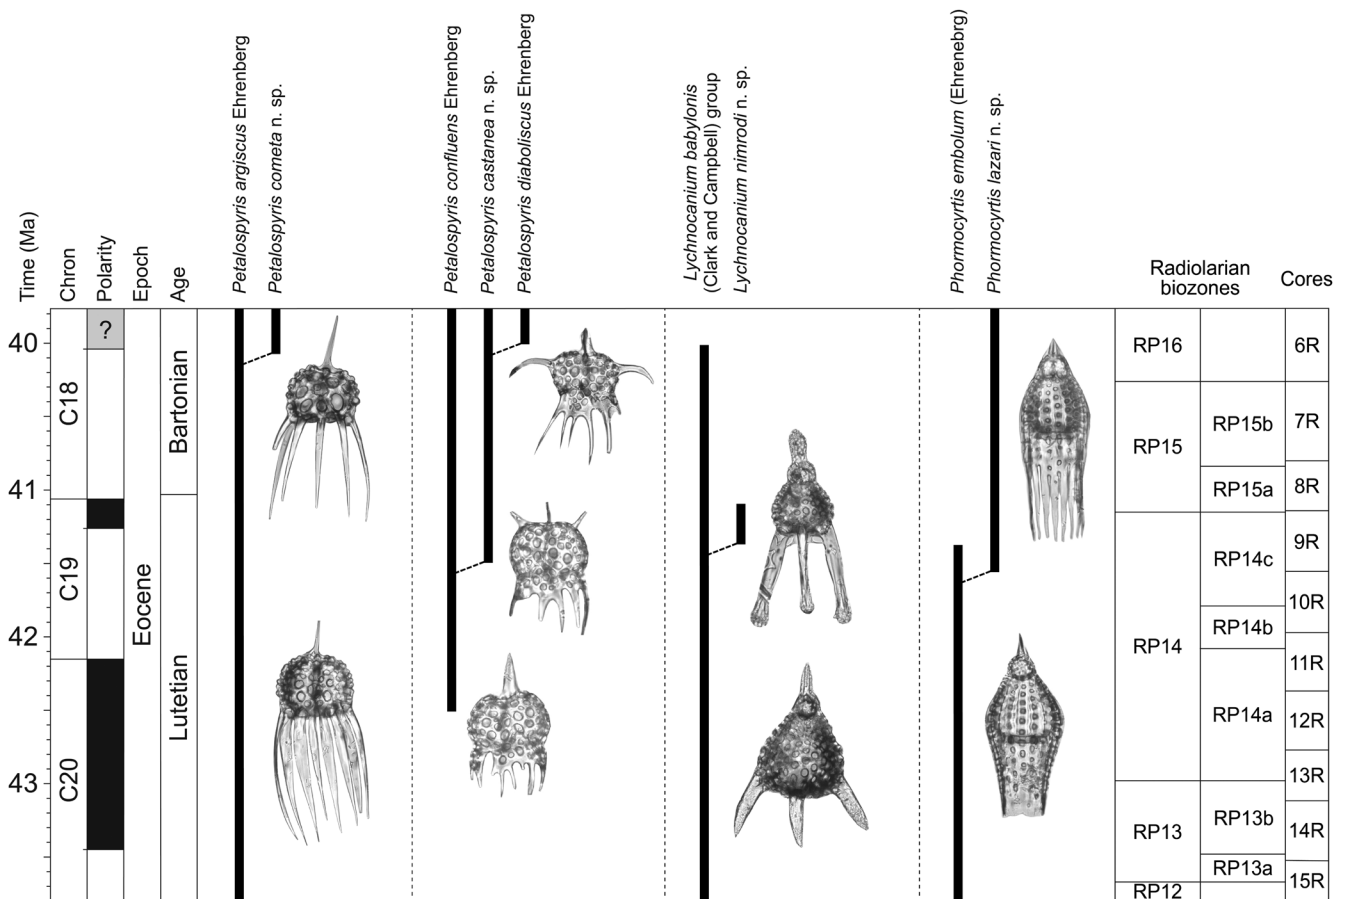 Time (Ma)
Chron
Polarity
Epoch
Age
Petalospyris argiscus Ehrenberg
Petalospyris cometa n. sp.
Petalospyris confluens Ehrenberg
Petalospyris castanea n. sp.
Petalospyris diaboliscus Ehrenberg
Lychnocanium babylonis
(Clark and Campbell) group
Lychnocanium nimrodi n. sp.
Phormocyrtis embolum (Ehrenebrg)
Phormocyrtis lazari n. sp.
Radiolarian
biozones
Cores
40
41
42
43
C18
C19
C20
?
Eocene
Bartonian
Lutetian
RP16
RP15
RP14
RP13
RP12
RP15b
RP15a
RP14c
RP14b
RP14a
RP13b
RP13a
6R
7R
8R
9R
10R
11R
12R
13R
14R
15R